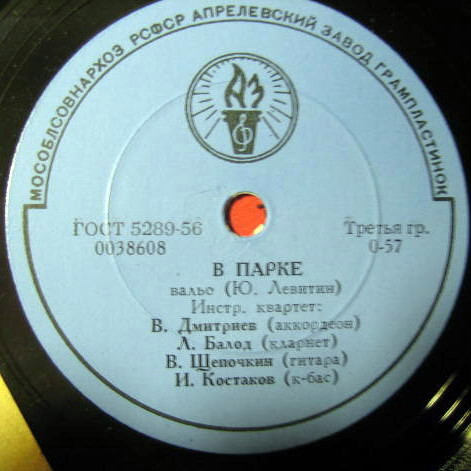 МОСОБЛСОВНАРХОЗ РСФСР АПРЕЛЕВСКИЙ ЗАВОД ГРАМПЛАСТИНОК
АЗ
ГОСТ 5289-56
0038608
Третья гр.
0-57
В ПАРКЕ
вальс (Ю. Левитин)
Инстр. квартет:
В. Дмитриев (аккордеон)
Л. Балод (кларнет)
В. Щепочкин (гитара)
И. Костаков (к-бас)